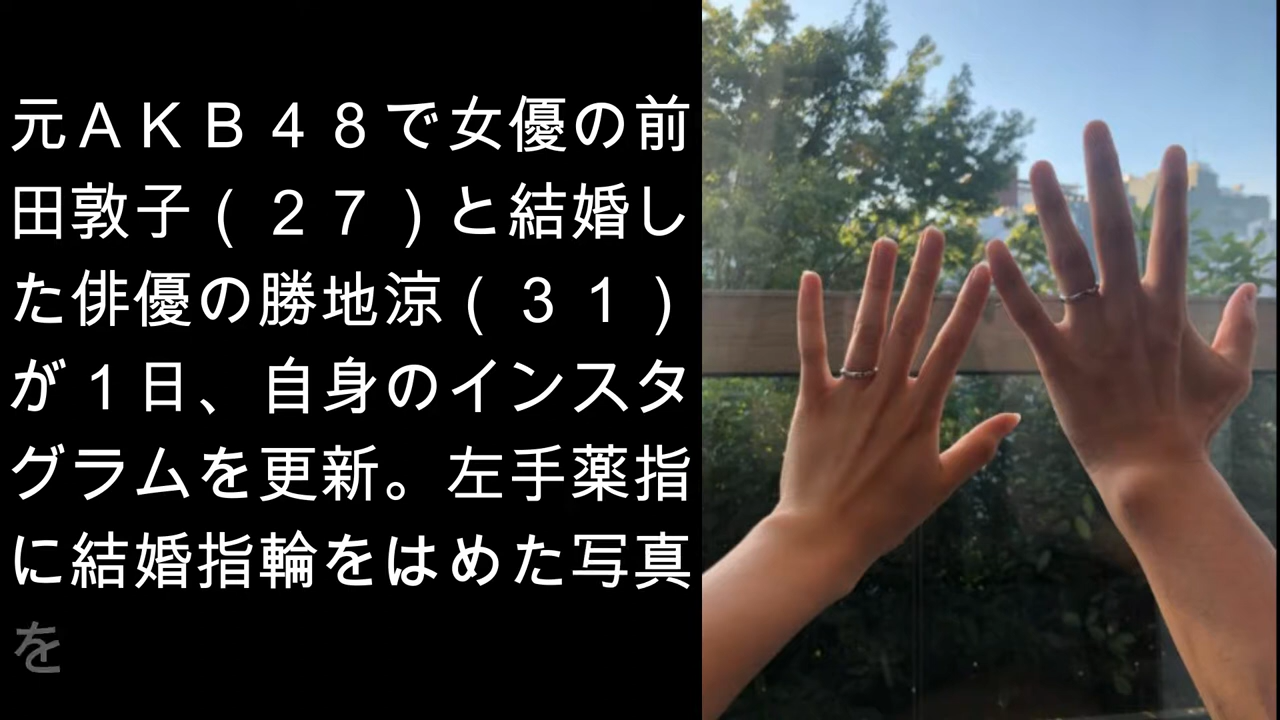 元ＡＫＢ４８で女優の前
田敦子（２７）と結婚し
た俳優の勝地涼（３１）
が１日、自身のインスタ
グラムを更新。左手薬指
に結婚指輪をはめた写真
を